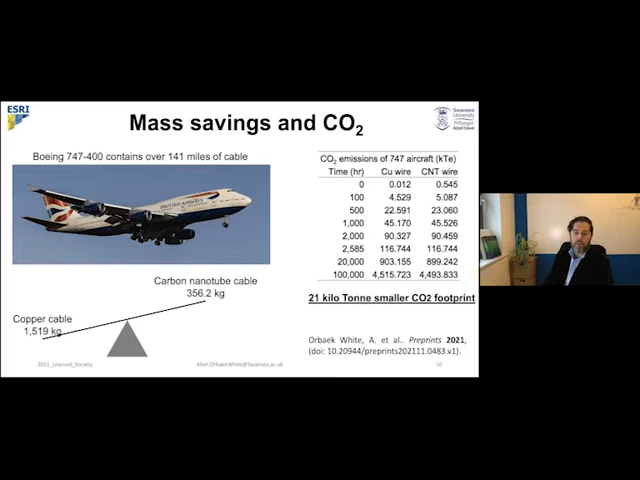 ESRI
Mass savings and CO2
Swansea
University
Prifysgol
Abertawe
Boeing 747-400 contains over 141 miles of cable
BRITISH AIRWAYS
Carbon nanotube cable
356.2 kg
Copper cable
1,519 kg
CO2 emissions of 747 aircraft (kTe)
Time (hr) Cu wire CNT wire
0 0.012 0.545
100 4.529 5.087
500 22.591 23.060
1,000 45.170 45.526
2,000 90.327 90.459
2,585 116.744 116.744
20,000 903.155 899.242
100,000 4,515.723 4,493.833
21 kilo Tonne smaller CO2 footprint
Orbaek White, A. et al.. Preprints 2021,
(doi: 10.20944/preprints202111.0483.v1).
2021_Learned_Society
Alvin.OrbaekWhite@Swansea.ac.uk
10